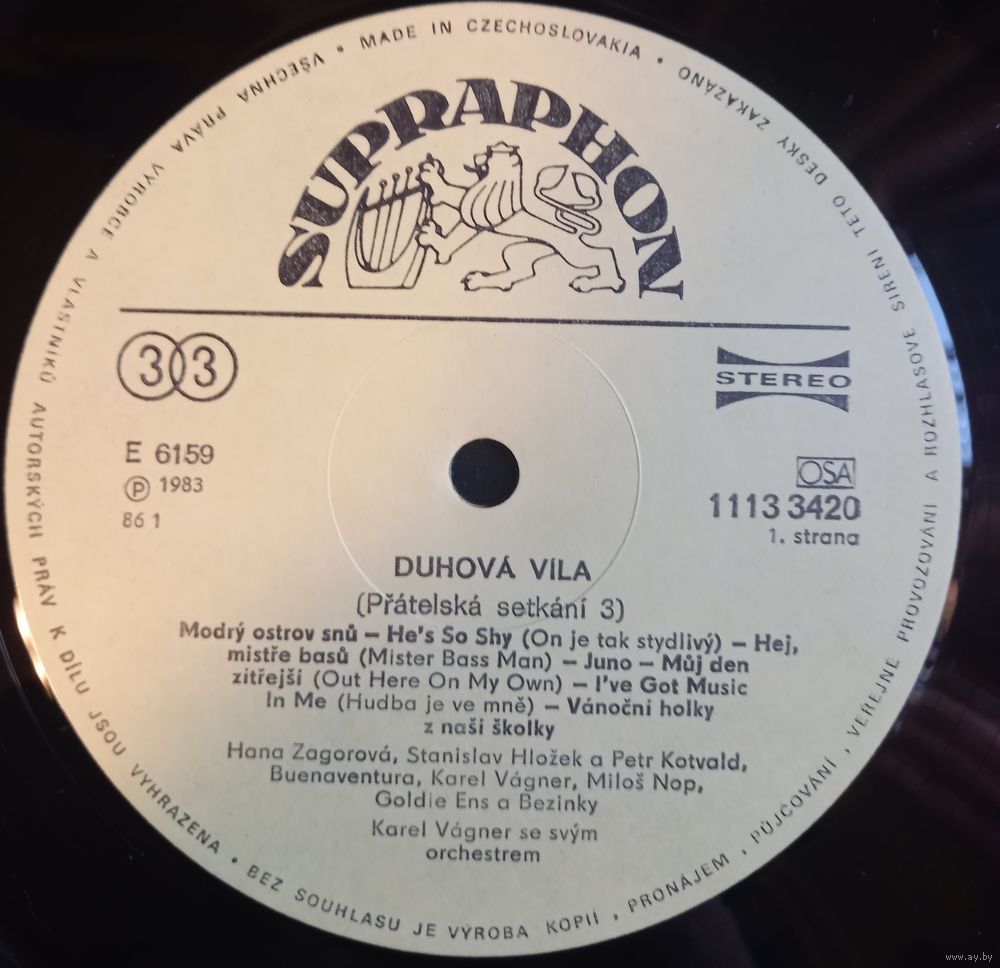 VŠECHNA PRÁVA VÝROBCE A VLASTNÍKŮ AUTORSKÝCH PRÁV K DÍLU JSOU VYHRAZENA • BEZ SOUHLASU JE VÝROBA KOPIÍ, PRONÁJEM, PŮJČOVÁNÍ, VEŘEJNÉ PROVOZOVÁNÍ A ROZHLASOVÉ ŠÍŘENÍ TÉTO DESKY ZAKÁZÁNO • MADE IN CZECHOSLOVAKIA •
SUPRAPHON
33
STEREO
E 6159
Ⓟ 1983
86 1
OSA
1113 3420
1. strana
DUHOVÁ VÍLA
(Přátelská setkání 3)
Modrý ostrov snů – He's So Shy (On je tak stydlivý) – Hej,
mistře basů (Mister Bass Man) – Juno – Můj den
zítřejší (Out Here On My Own) – I've Got Music
In Me (Hudba je ve mně) – Vánoční holky
z naší školky
Hana Zagorová, Stanislav Hložek a Petr Kotvald,
Buenaventura, Karel Vágner, Miloš Nop,
Goldie Ens a Bezinky
Karel Vágner se svým
orchestrem
www.ay.by